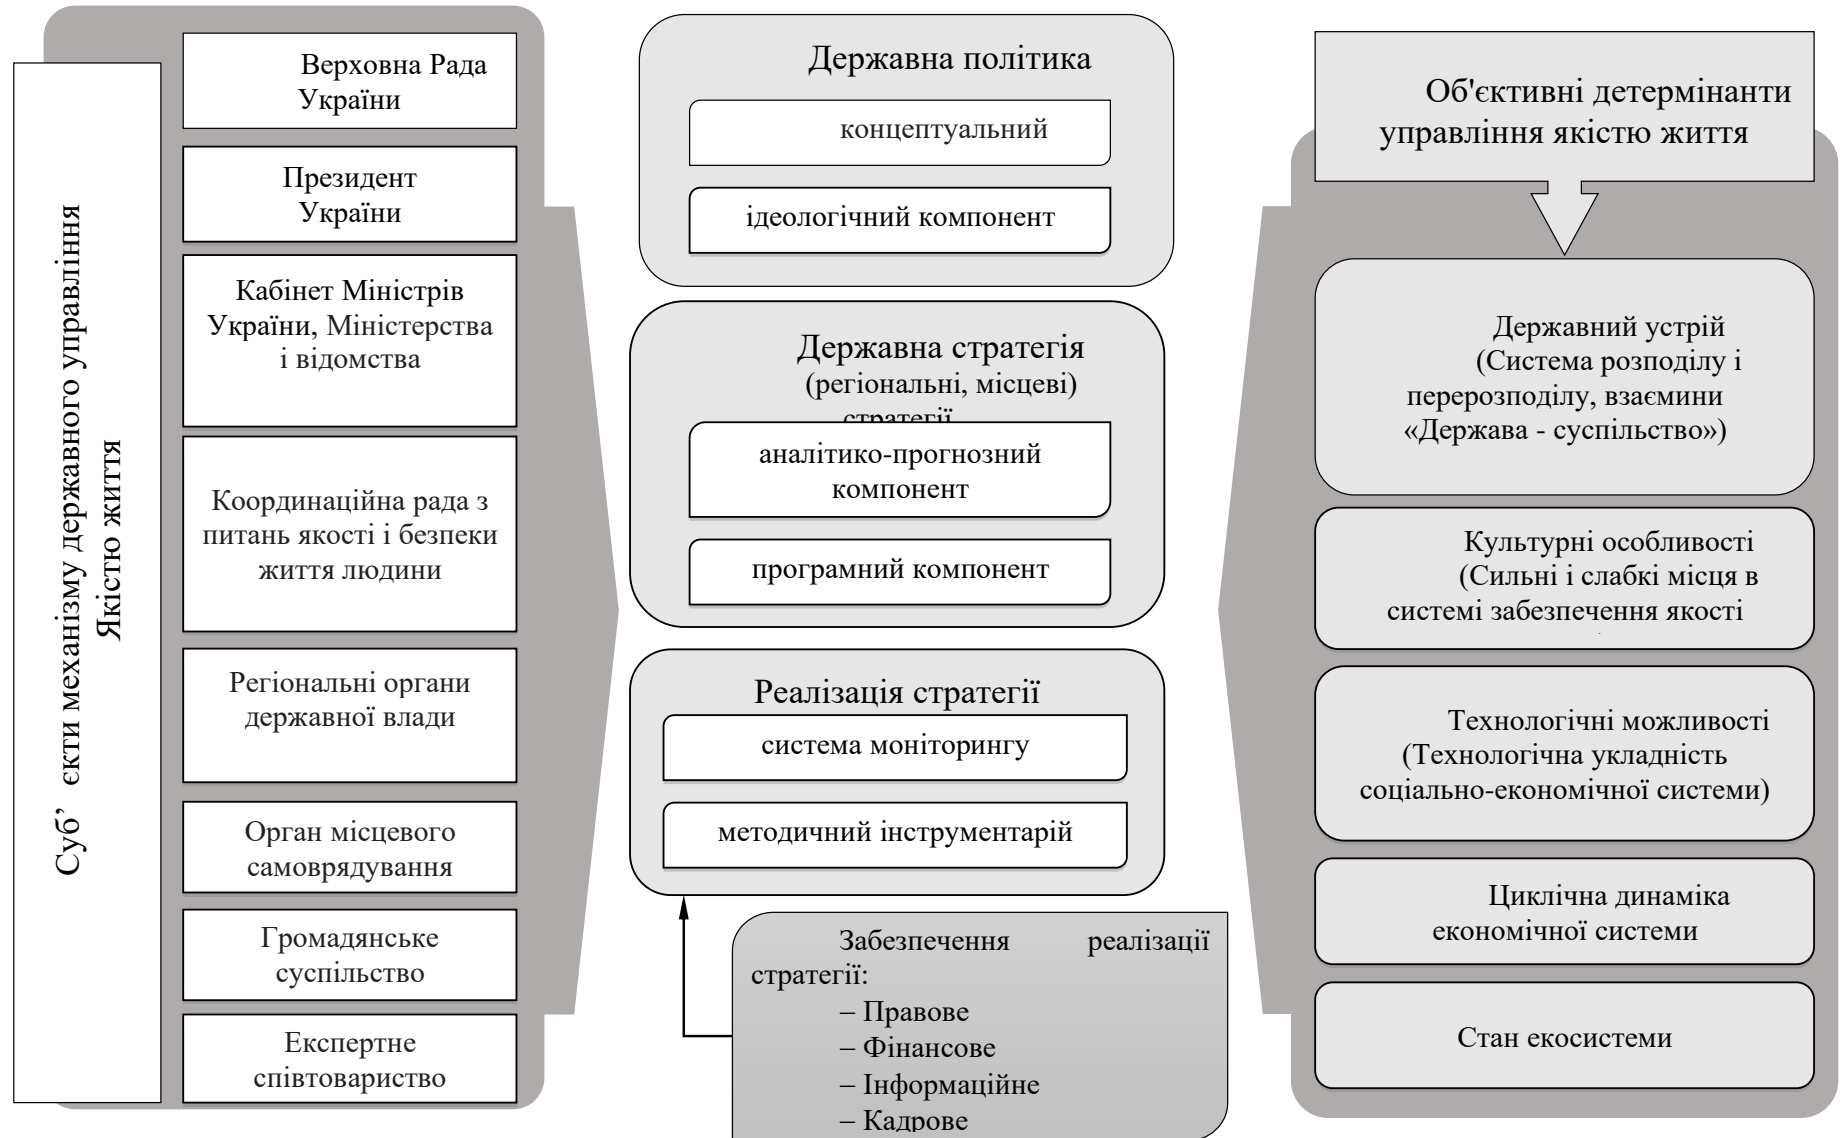 Суб’ єкти механізму державного управління
Якістю життя
Верховна Рада
України
Президент
України
Кабінет Міністрів
України, Міністерства
і відомства
Координаційна рада з
питань якості і безпеки
життя людини
Регіональні органи
державної влади
Орган місцевого
самоврядування
Громадянське
суспільство
Експертне
співтовариство
Державна політика
концептуальний
ідеологічний компонент
Державна стратегія
(регіональні, місцеві)
стратегії
аналітико-прогнозний
компонент
програмний компонент
Реалізація стратегії
система моніторингу
методичний інструментарій
Забезпечення реалізації
стратегії:
– Правове
– Фінансове
– Інформаційне
– Кадрове
Об'єктивні детермінанти
управління якістю життя
Державний устрій
(Система розподілу і
перерозподілу, взаємини
«Держава - суспільство»)
Культурні особливості
(Сильні і слабкі місця в
системі забезпечення якості
Технологічні можливості
(Технологічна укладність
соціально-економічної системи)
Циклічна динаміка
економічної системи
Стан екосистеми